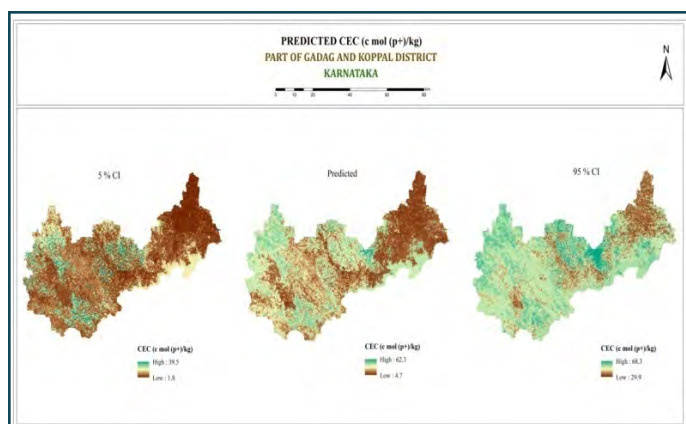 PREDICTED CEC (c mol (p+)/kg)
PART OF GADAG AND KOPPAL DISTRICT
KARNATAKA
N
5 % CI
Predicted
95 % CI
CEC (c mol (p+)/kg)
High : 39.5
Low : 1.8
CEC (c mol (p+)/kg)
High : 62.3
Low : 4.7
CEC (c mol (p+)/kg)
High : 68.3
Low : 29.9